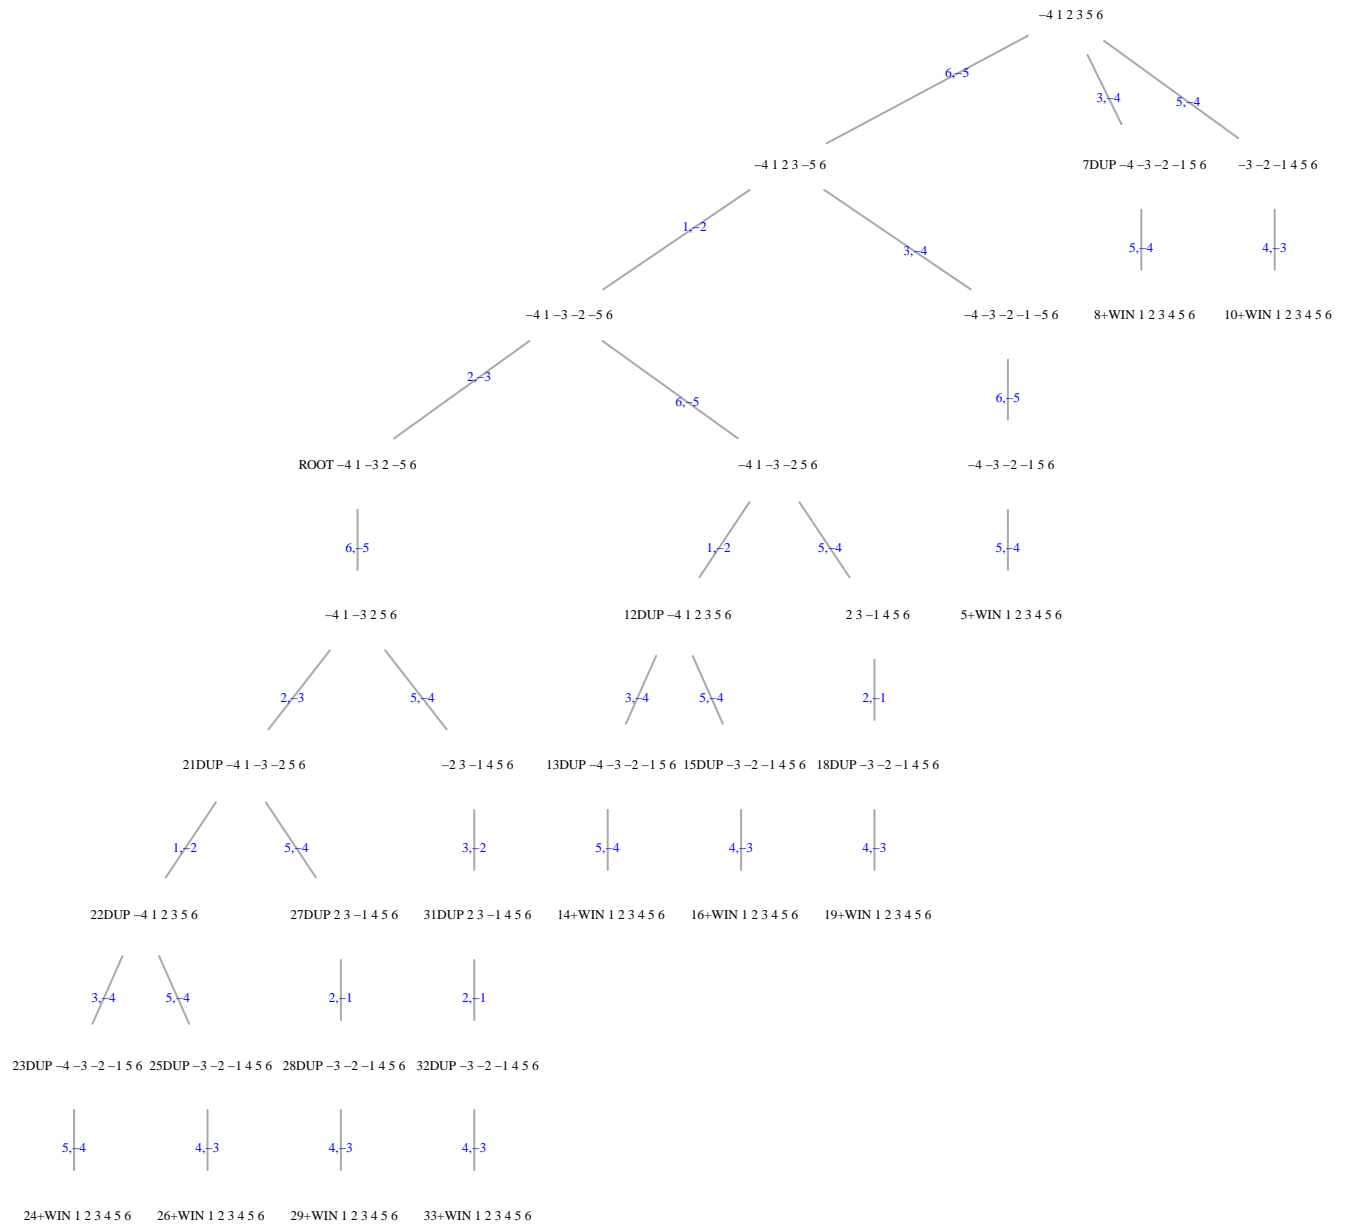 −4 1 2 3 5 6
6,−5
3,−4
5,−4
−4 1 2 3 −5 6
7DUP −4 −3 −2 −1 5 6
−3 −2 −1 4 5 6
1,−2
3,−4
5,−4
4,−3
−4 1 −3 −2 −5 6
−4 −3 −2 −1 −5 6
8+WIN 1 2 3 4 5 6
10+WIN 1 2 3 4 5 6
2,−3
6,−5
6,−5
ROOT −4 1 −3 2 −5 6
−4 1 −3 −2 5 6
−4 −3 −2 −1 5 6
6,−5
1,−2
5,−4
5,−4
−4 1 −3 2 5 6
12DUP −4 1 2 3 5 6
2 3 −1 4 5 6
5+WIN 1 2 3 4 5 6
2,−3
5,−4
3,−4
5,−4
2,−1
21DUP −4 1 −3 −2 5 6
−2 3 −1 4 5 6
13DUP −4 −3 −2 −1 5 6
15DUP −3 −2 −1 4 5 6
18DUP −3 −2 −1 4 5 6
1,−2
5,−4
3,−2
5,−4
4,−3
4,−3
22DUP −4 1 2 3 5 6
27DUP 2 3 −1 4 5 6
31DUP 2 3 −1 4 5 6
14+WIN 1 2 3 4 5 6
16+WIN 1 2 3 4 5 6
19+WIN 1 2 3 4 5 6
3,−4
5,−4
2,−1
2,−1
23DUP −4 −3 −2 −1 5 6
25DUP −3 −2 −1 4 5 6
28DUP −3 −2 −1 4 5 6
32DUP −3 −2 −1 4 5 6
5,−4
4,−3
4,−3
4,−3
24+WIN 1 2 3 4 5 6
26+WIN 1 2 3 4 5 6
29+WIN 1 2 3 4 5 6
33+WIN 1 2 3 4 5 6